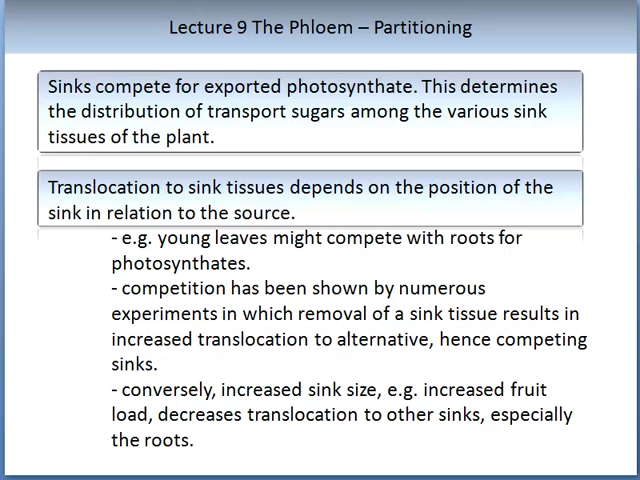 Lecture 9 The Phloem – Partitioning
Sinks compete for exported photosynthate. This determines
the distribution of transport sugars among the various sink
tissues of the plant.
Translocation to sink tissues depends on the position of the
sink in relation to the source.
- e.g. young leaves might compete with roots for
photosynthates.
- competition has been shown by numerous
experiments in which removal of a sink tissue results in
increased translocation to alternative, hence competing
sinks.
- conversely, increased sink size, e.g. increased fruit
load, decreases translocation to other sinks, especially
the roots.